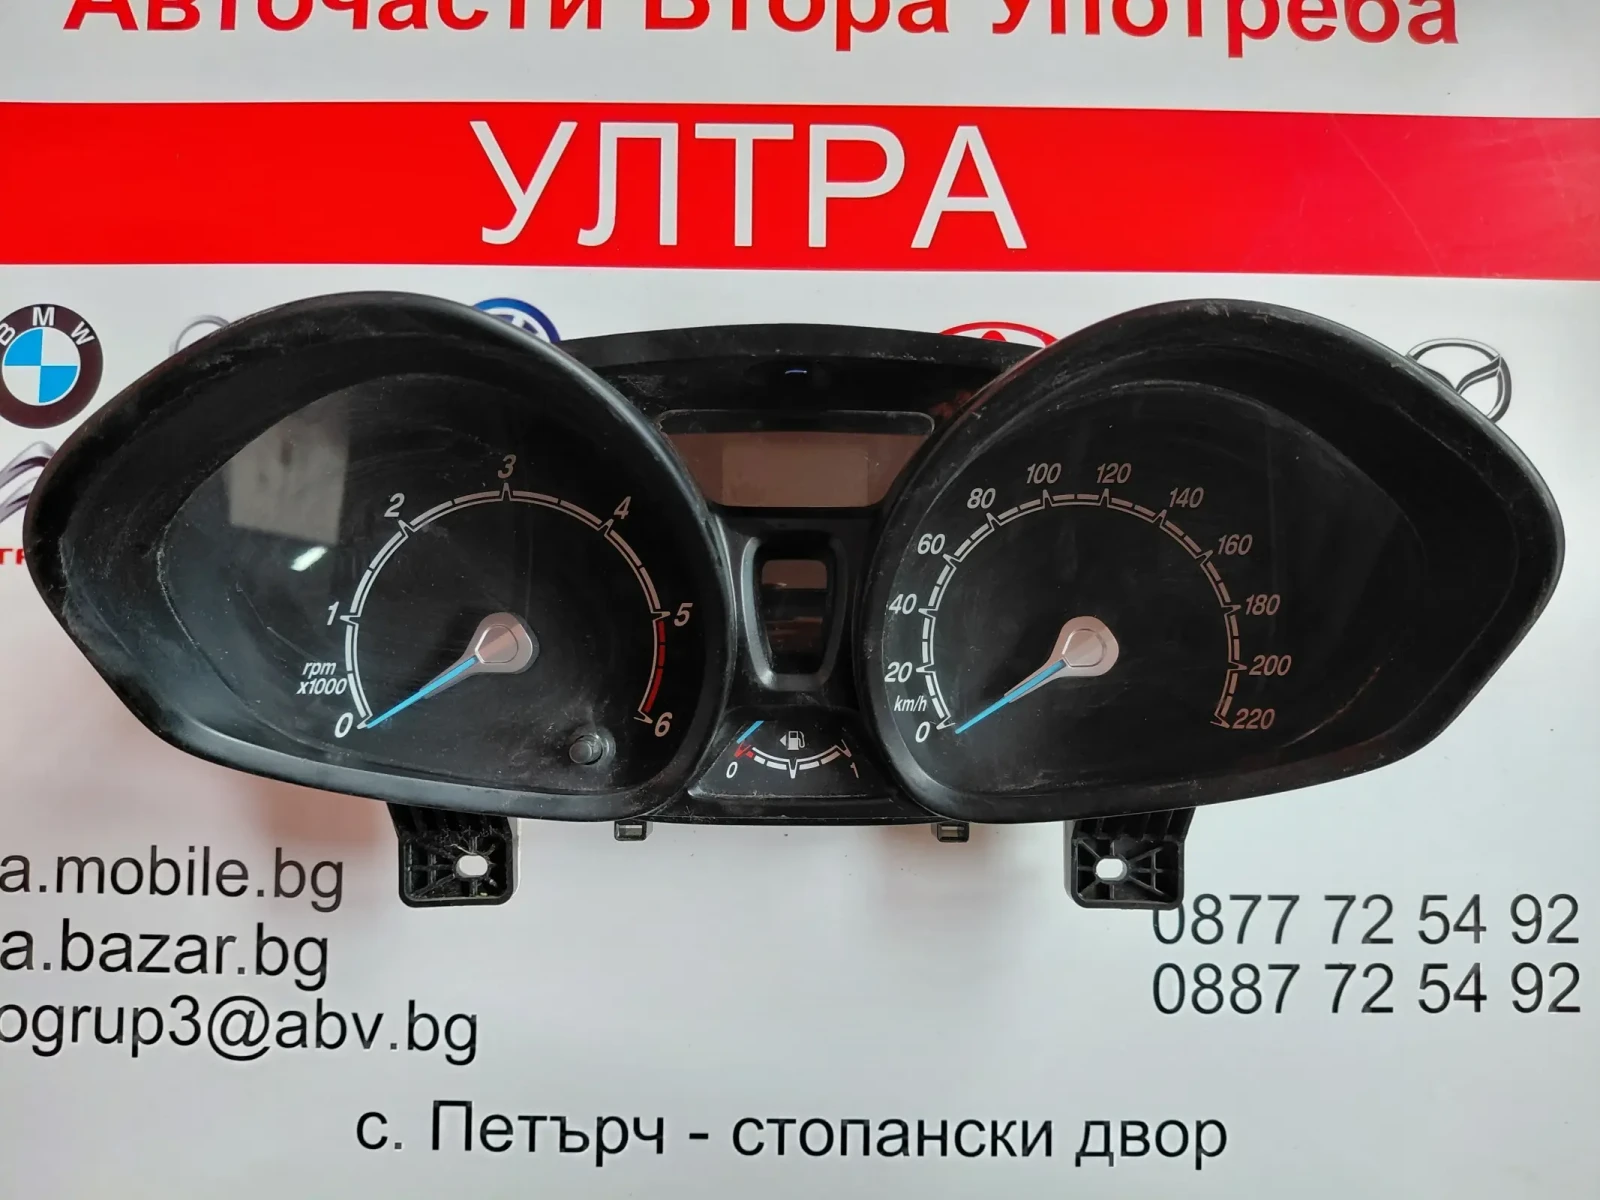 Авточасти Втора Употреба
УЛТРА
BMW
3
2
4
1
5
rpm
x1000
0
6
100 120
80
140
60
160
40
180
20
200
km/h
0
220
0
1
a.mobile.bg
a.bazar.bg
ogrup3@abv.bg
0877 72 54 92
0887 72 54 92
с. Петърч - стопански двор